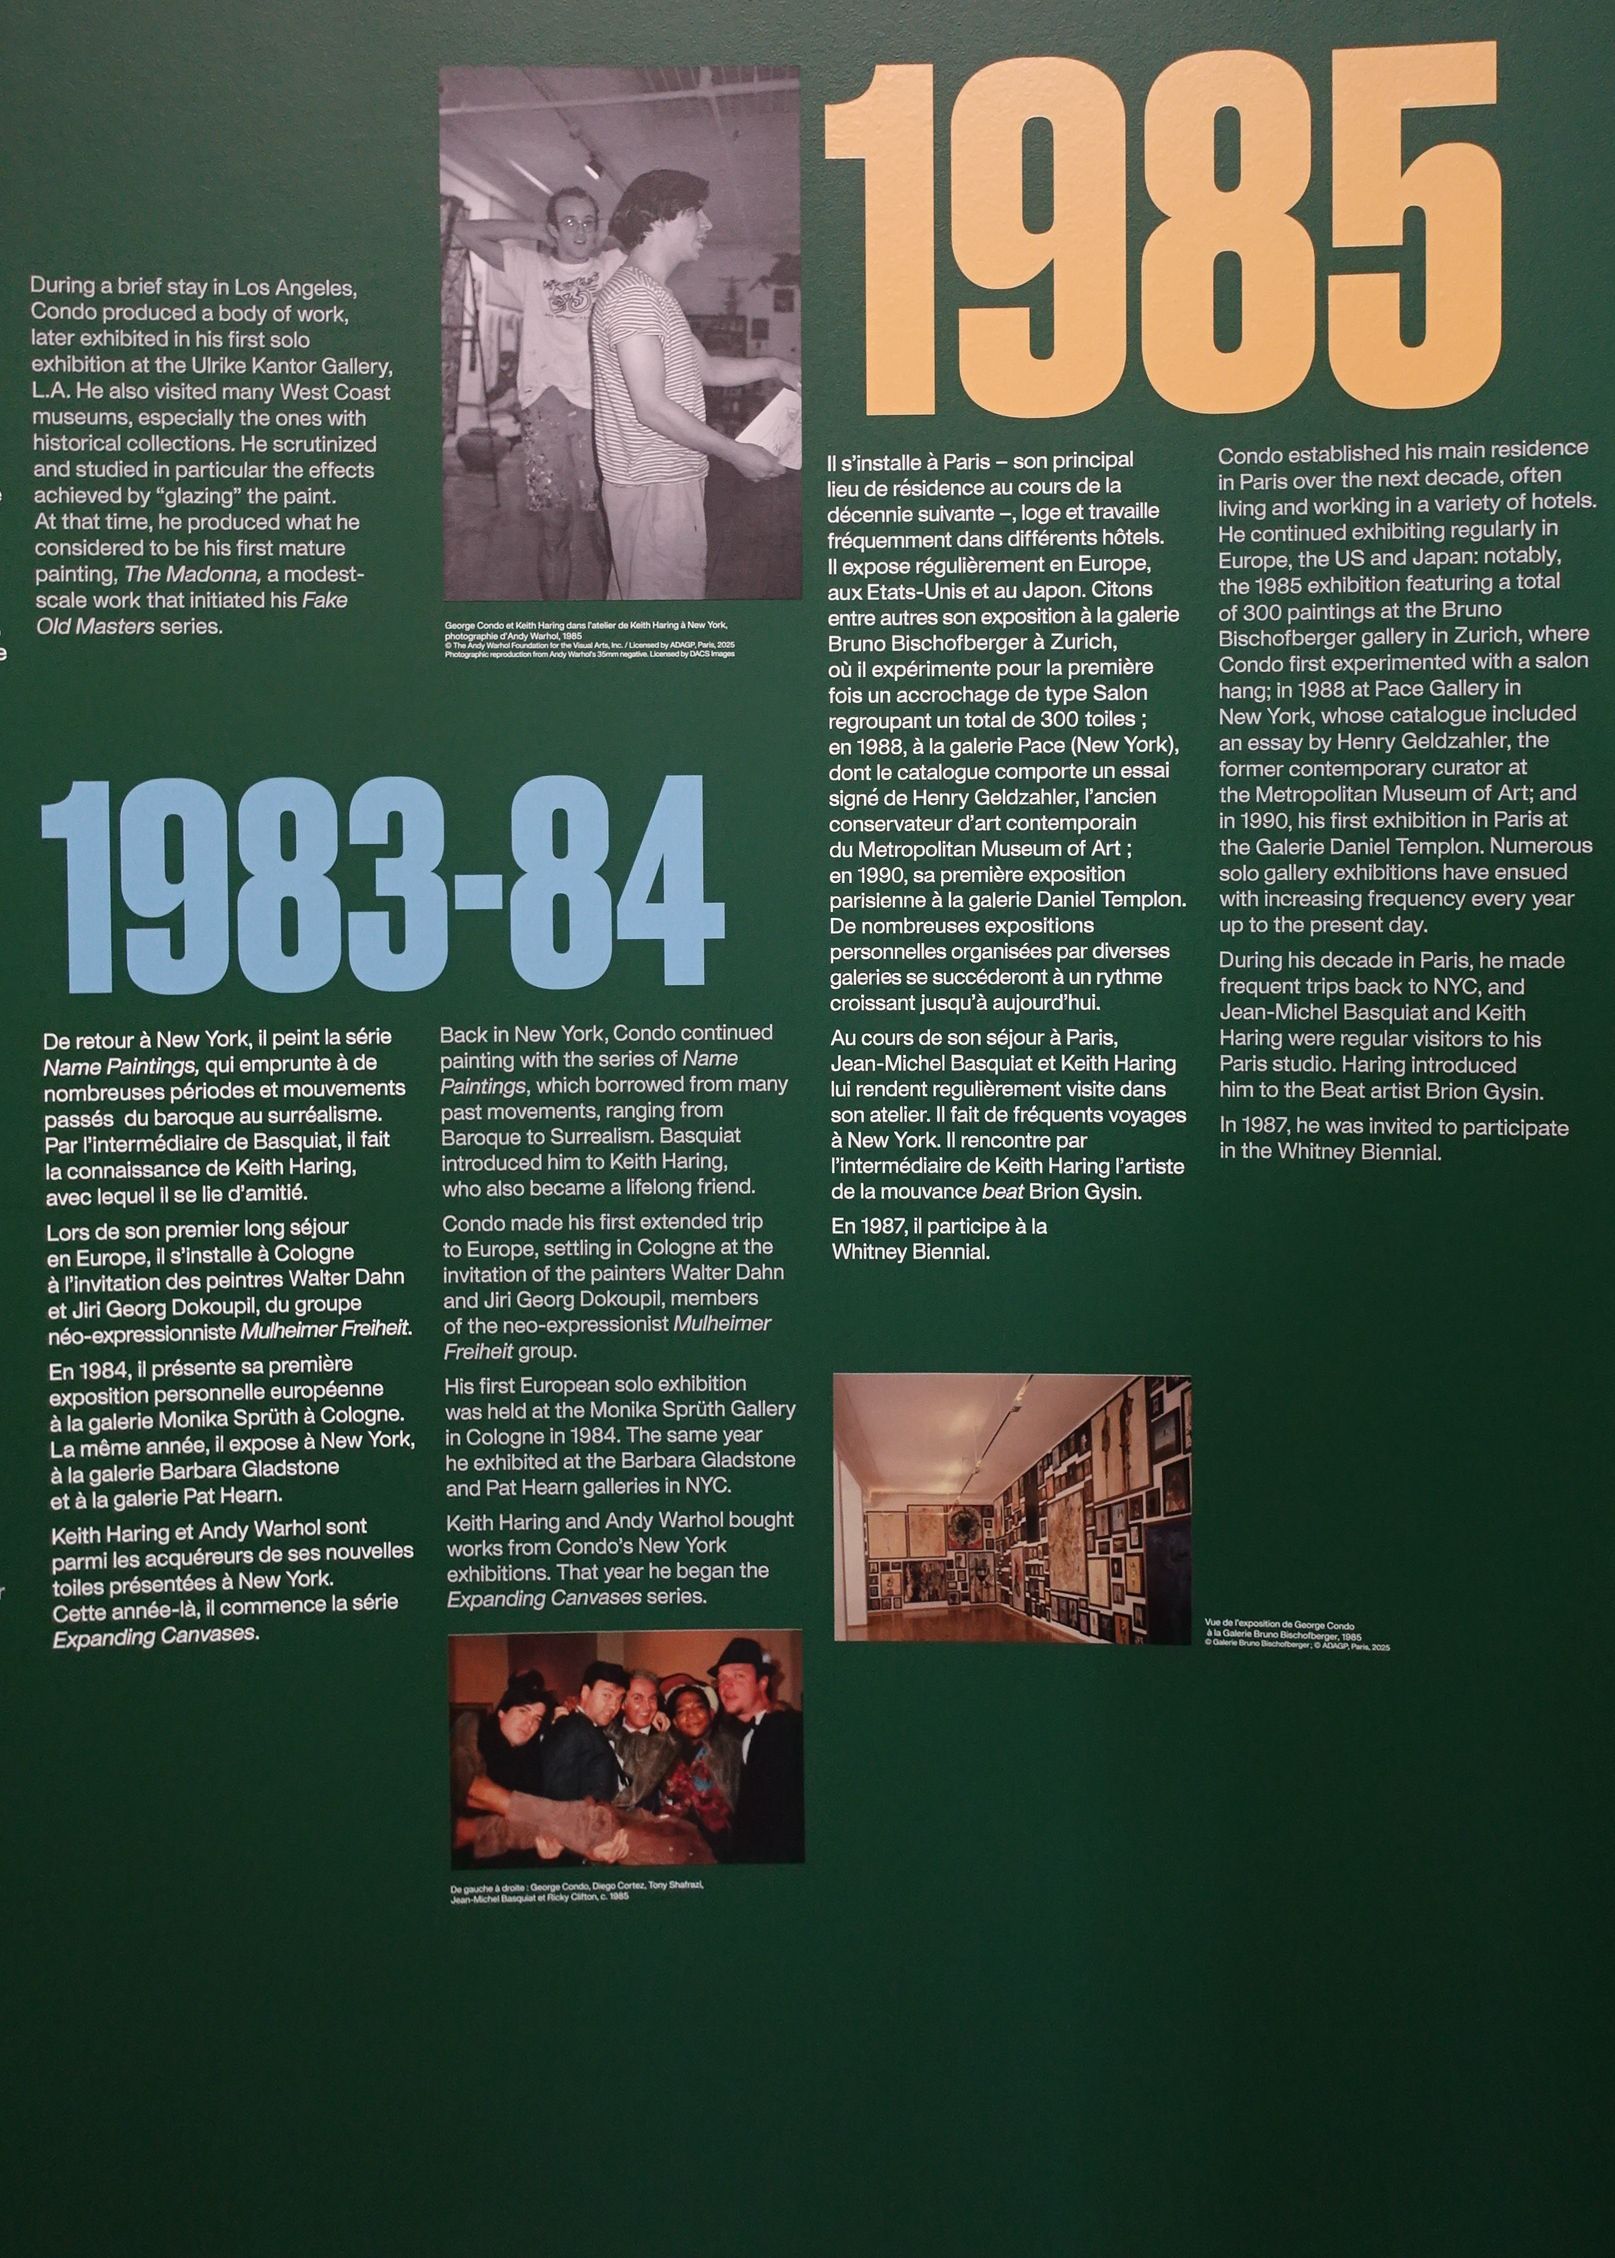 During a brief stay in Los Angeles,
Condo produced a body of work,
later exhibited in his first solo
exhibition at the Ulrike Kantor Gallery,
L.A. He also visited many West Coast
museums, especially the ones with
historical collections. He scrutinized
and studied in particular the effects
achieved by “glazing” the paint.
At that time, he produced what he
considered to be his first mature
painting, The Madonna, a modest-
scale work that initiated his Fake
Old Masters series.
George Condo et Keith Haring dans l'atelier de Keith Haring à New York,
photographie d'Andy Warhol, 1985
© The Andy Warhol Foundation for the Visual Arts, Inc. / Licensed by ADAGP, Paris, 2025
Photographic reproduction from Andy Warhol's 35mm negative. Licensed by DACS Images
1983-84
De retour à New York, il peint la série
Name Paintings, qui emprunte à de
nombreuses périodes et mouvements
passés du baroque au surréalisme.
Par l’intermédiaire de Basquiat, il fait
la connaissance de Keith Haring,
avec lequel il se lie d’amitié.
Lors de son premier long séjour
en Europe, il s’installe à Cologne
à l’invitation des peintres Walter Dahn
et Jiri Georg Dokoupil, du groupe
néo-expressionniste Mulheimer Freiheit.
En 1984, il présente sa première
exposition personnelle européenne
à la galerie Monika Sprüth à Cologne.
La même année, il expose à New York,
à la galerie Barbara Gladstone
et à la galerie Pat Hearn.
Keith Haring et Andy Warhol sont
parmi les acquéreurs de ses nouvelles
toiles présentées à New York.
Cette année-là, il commence la série
Expanding Canvases.
Back in New York, Condo continued
painting with the series of Name
Paintings, which borrowed from many
past movements, ranging from
Baroque to Surrealism. Basquiat
introduced him to Keith Haring,
who also became a lifelong friend.
Condo made his first extended trip
to Europe, settling in Cologne at the
invitation of the painters Walter Dahn
and Jiri Georg Dokoupil, members
of the neo-expressionist Mulheimer
Freiheit group.
His first European solo exhibition
was held at the Monika Sprüth Gallery
in Cologne in 1984. The same year
he exhibited at the Barbara Gladstone
and Pat Hearn galleries in NYC.
Keith Haring and Andy Warhol bought
works from Condo’s New York
exhibitions. That year he began the
Expanding Canvases series.
De gauche à droite : George Condo, Diego Cortez, Tony Shafrazi,
Jean-Michel Basquiat et Ricky Clifton, c. 1985
1985
Il s’installe à Paris – son principal
lieu de résidence au cours de la
décennie suivante –, loge et travaille
fréquemment dans différents hôtels.
Il expose régulièrement en Europe,
aux Etats-Unis et au Japon. Citons
entre autres son exposition à la galerie
Bruno Bischofberger à Zurich,
où il expérimente pour la première
fois un accrochage de type Salon
regroupant un total de 300 toiles ;
en 1988, à la galerie Pace (New York),
dont le catalogue comporte un essai
signé de Henry Geldzahler, l’ancien
conservateur d’art contemporain
du Metropolitan Museum of Art ;
en 1990, sa première exposition
parisienne à la galerie Daniel Templon.
De nombreuses expositions
personnelles organisées par diverses
galeries se succéderont à un rythme
croissant jusqu’à aujourd’hui.
Au cours de son séjour à Paris,
Jean-Michel Basquiat et Keith Haring
lui rendent regulièrement visite dans
son atelier. Il fait de fréquents voyages
à New York. Il rencontre par
l’intermédiaire de Keith Haring l’artiste
de la mouvance beat Brion Gysin.
En 1987, il participe à la
Whitney Biennial.
Condo established his main residence
in Paris over the next decade, often
living and working in a variety of hotels.
He continued exhibiting regularly in
Europe, the US and Japan: notably,
the 1985 exhibition featuring a total
of 300 paintings at the Bruno
Bischofberger gallery in Zurich, where
Condo first experimented with a salon
hang; in 1988 at Pace Gallery in
New York, whose catalogue included
an essay by Henry Geldzahler, the
former contemporary curator at
the Metropolitan Museum of Art; and
in 1990, his first exhibition in Paris at
the Galerie Daniel Templon. Numerous
solo gallery exhibitions have ensued
with increasing frequency every year
up to the present day.
During his decade in Paris, he made
frequent trips back to NYC, and
Jean-Michel Basquiat and Keith
Haring were regular visitors to his
Paris studio. Haring introduced
him to the Beat artist Brion Gysin.
In 1987, he was invited to participate
in the Whitney Biennial.
Vue de l'exposition de George Condo
à la Galerie Bruno Bischofberger, 1985
© Galerie Bruno Bischofberger ; © ADAGP, Paris, 2025